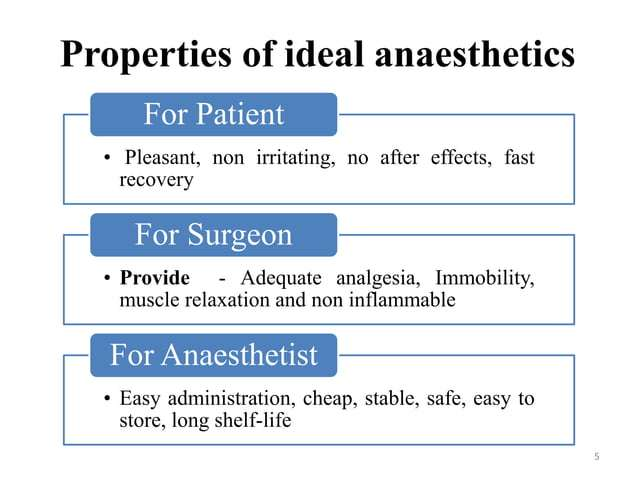 Properties of ideal anaesthetics
For Patient
• Pleasant, non irritating, no after effects, fast
recovery
For Surgeon
• Provide - Adequate analgesia, Immobility,
muscle relaxation and non inflammable
For Anaesthetist
• Easy administration, cheap, stable, safe, easy to
store, long shelf-life
5